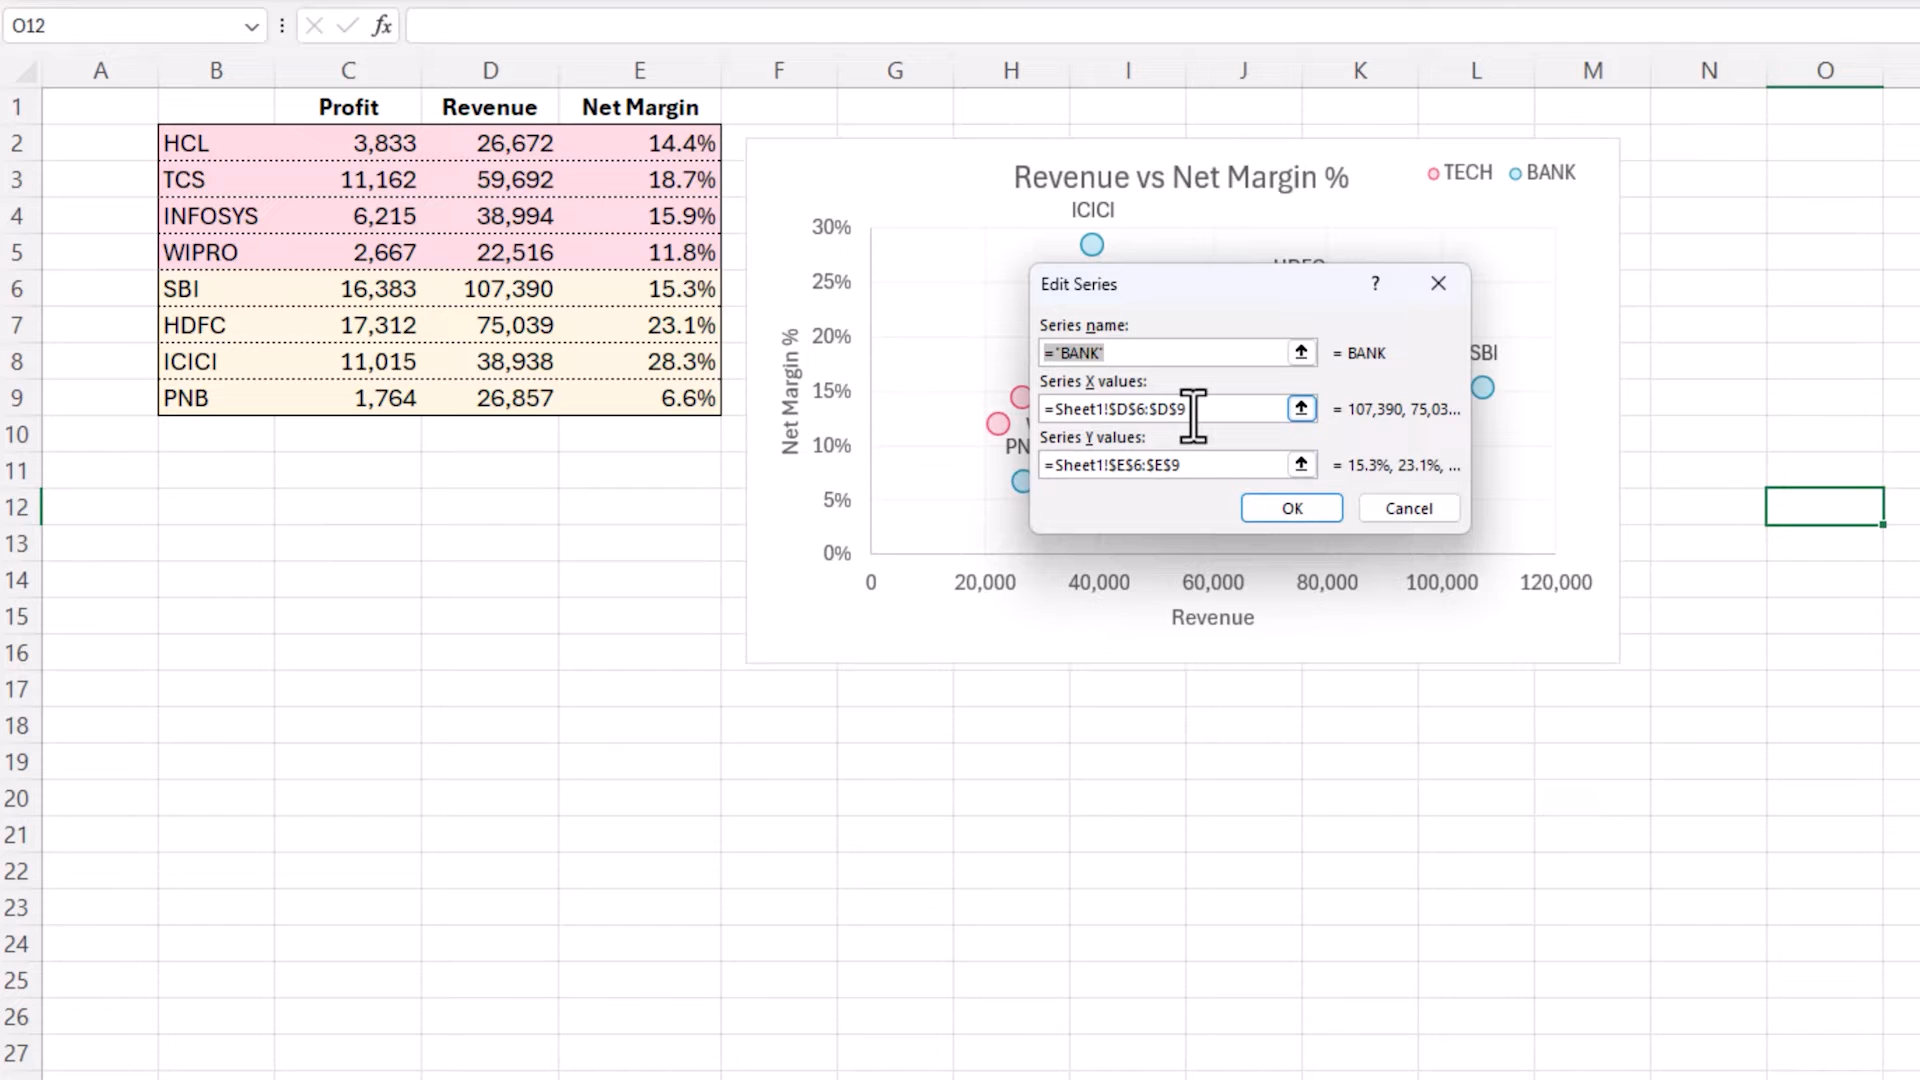 O12
fx
A B C D E F G H I J K L M N O
1 Profit Revenue Net Margin
2 HCL 3,833 26,672 14.4%
3 TCS 11,162 59,692 18.7%
4 INFOSYS 6,215 38,994 15.9%
5 WIPRO 2,667 22,516 11.8%
6 SBI 16,383 107,390 15.3%
7 HDFC 17,312 75,039 23.1%
8 ICICI 11,015 38,938 28.3%
9 PNB 1,764 26,857 6.6%
10
11
12
13
14
15
16
17
18
19
20
21
22
23
24
25
26
27
Revenue vs Net Margin %
TECH BANK
ICICI
SBI
30%
25%
20%
15%
10%
5%
0%
Net Margin %
0 20,000 40,000 60,000 80,000 100,000 120,000
Revenue
Edit Series ?
Series name:
="BANK" = BANK
Series X values:
=Sheet1!$D$6:$D$9 = 107,390, 75,03...
Series Y values:
=Sheet1!$E$6:$E$9 = 15.3%, 23.1%, ...
OK Cancel